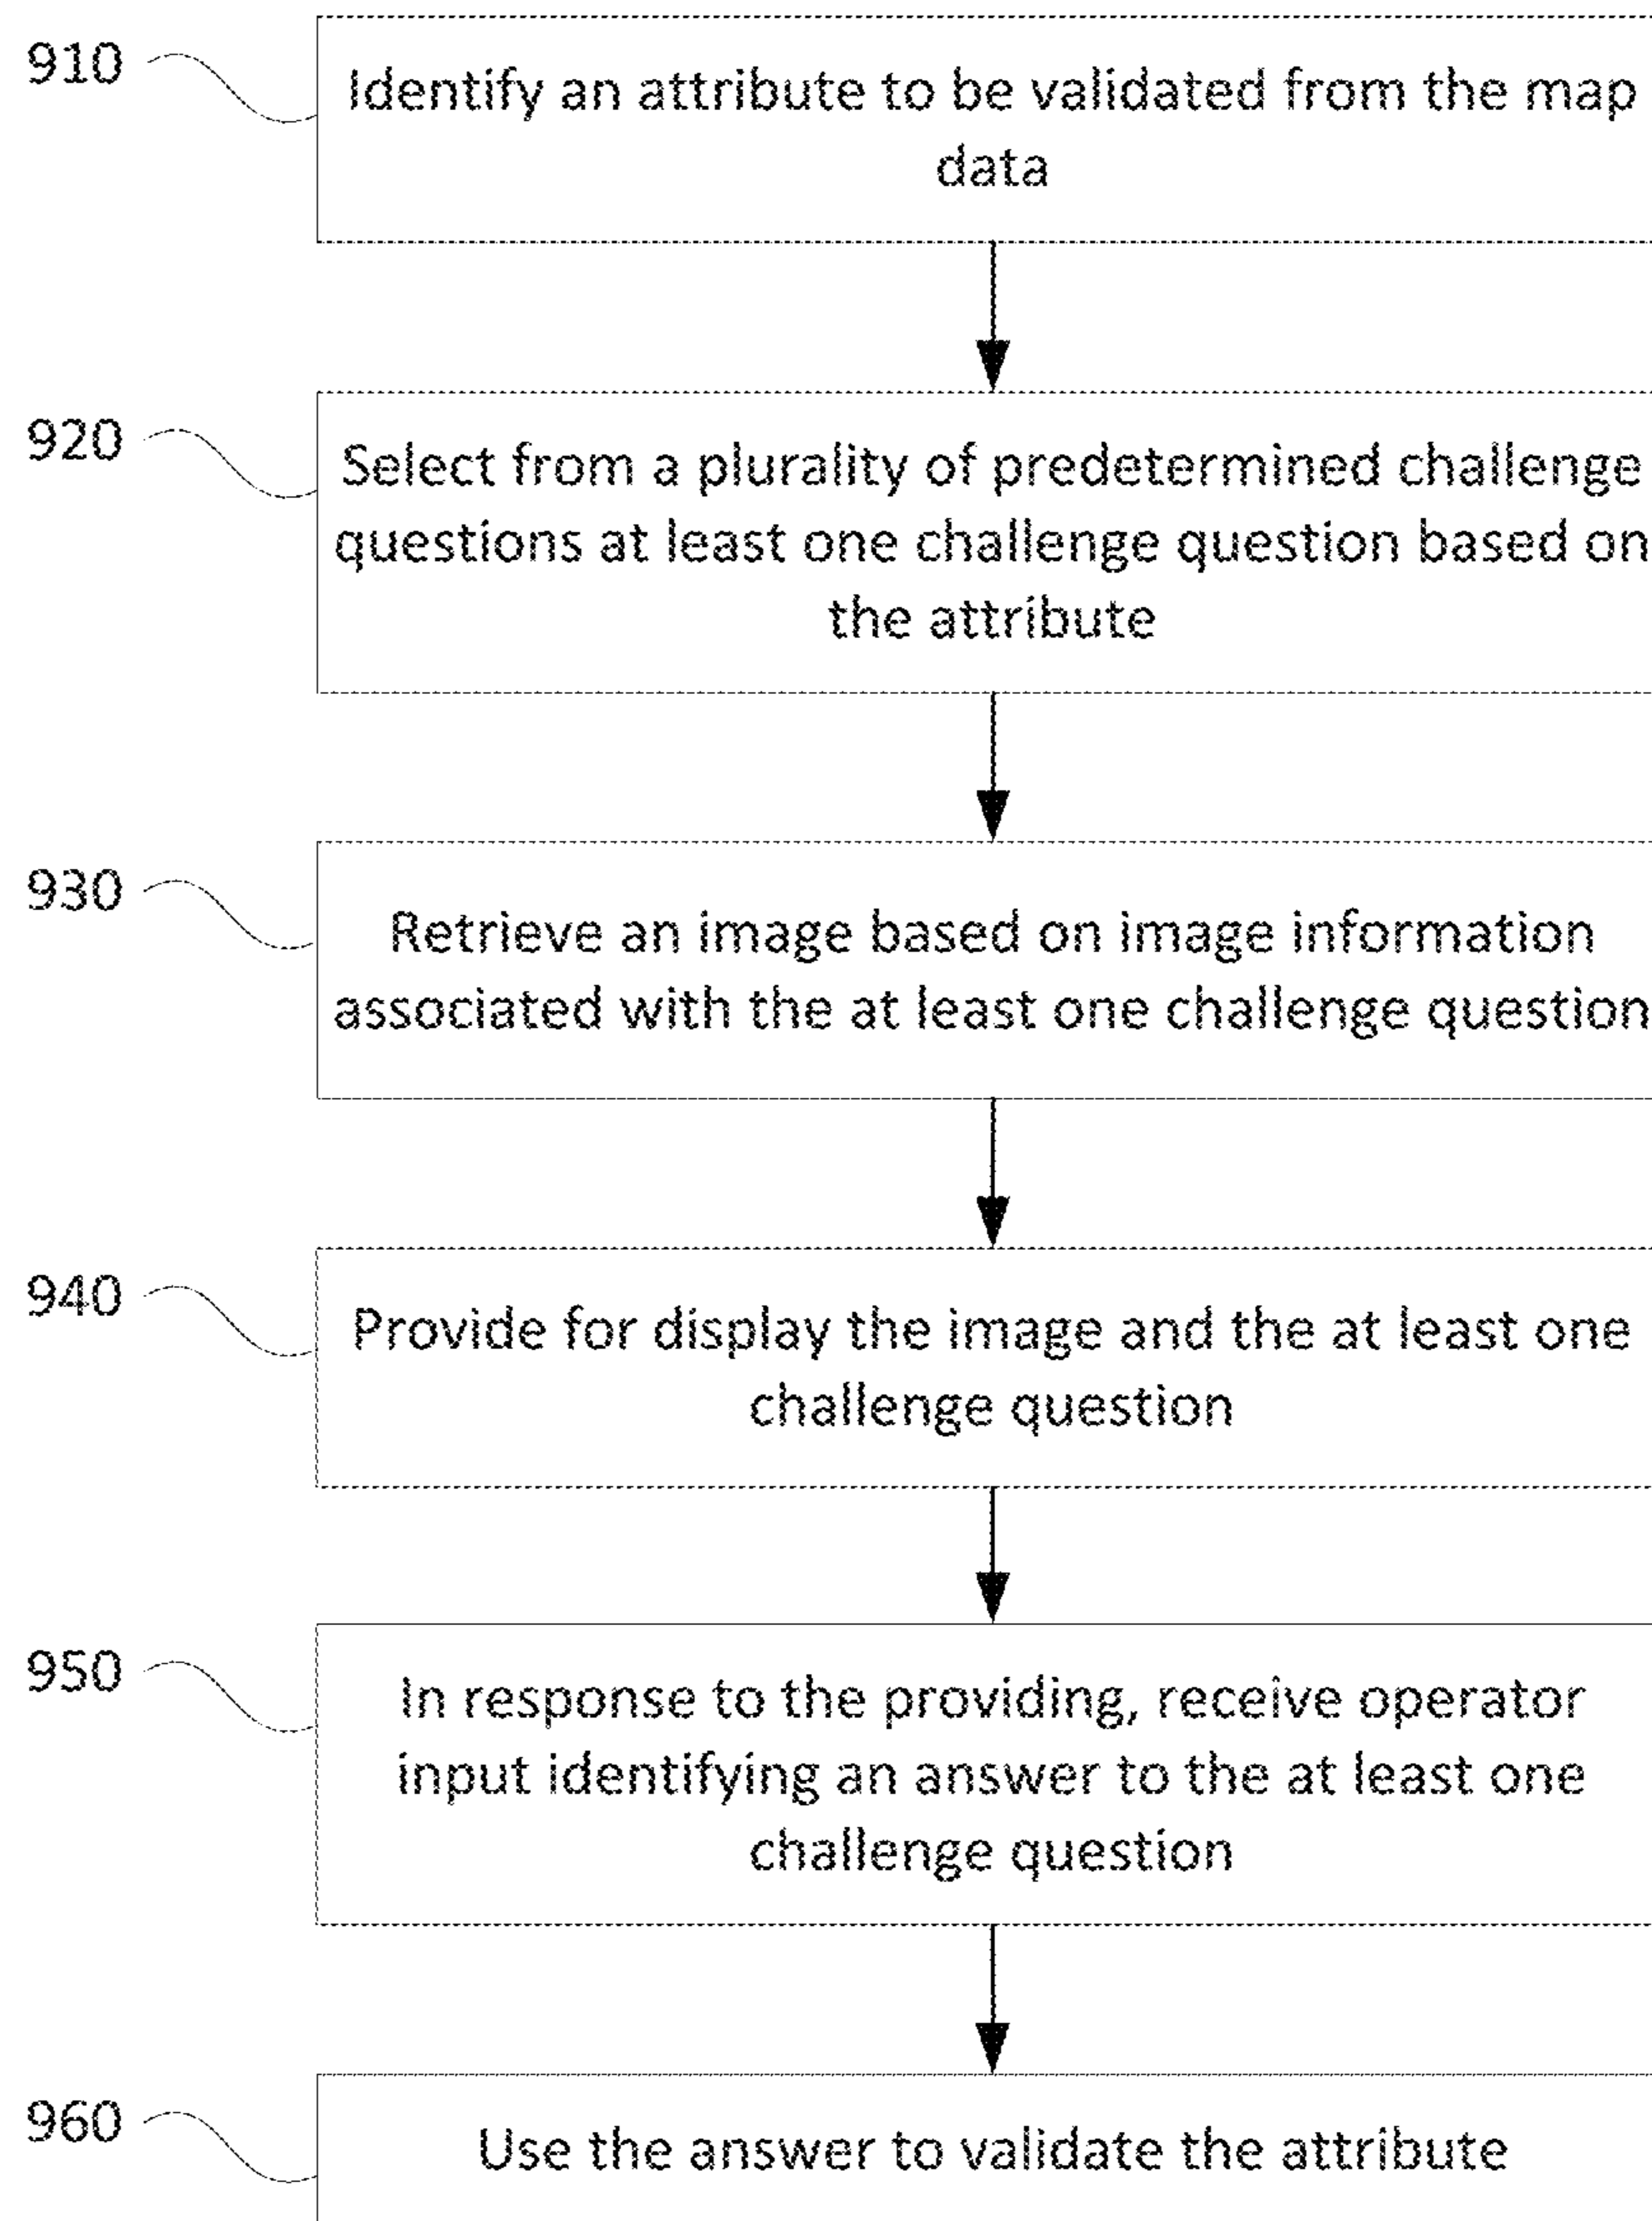 910
Identify an attribute to be validated from the map
data
920
Select from a plurality of predetermined challenge
questions at least one challenge question based on
the attribute
930
Retrieve an image based on image information
associated with the at least one challenge question
940
Provide for display the image and the at least one
challenge question
950
In response to the providing, receive operator
input identifying an answer to the at least one
challenge question
960
Use the answer to validate the attribute